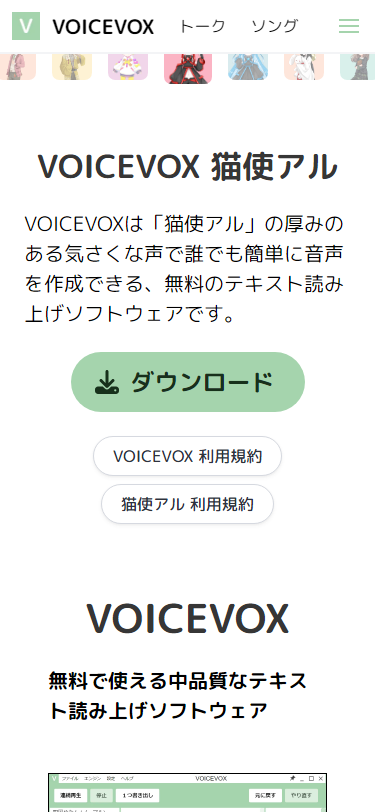 V VOICEVOX トーク ソング
VOICEVOX 猫使アル
VOICEVOXは「猫使アル」の厚みの
ある気さくな声で誰でも簡単に音声
を作成できる、無料のテキスト読み
上げソフトウェアです。
ダウンロード
VOICEVOX 利用規約
猫使アル 利用規約
VOICEVOX
無料で使える中品質なテキス
ト読み上げソフトウェア
V ファイル エンジン 設定 ヘルプ VOICEVOX
連続再生 停止 1つ書き出し 元に戻す やり直す